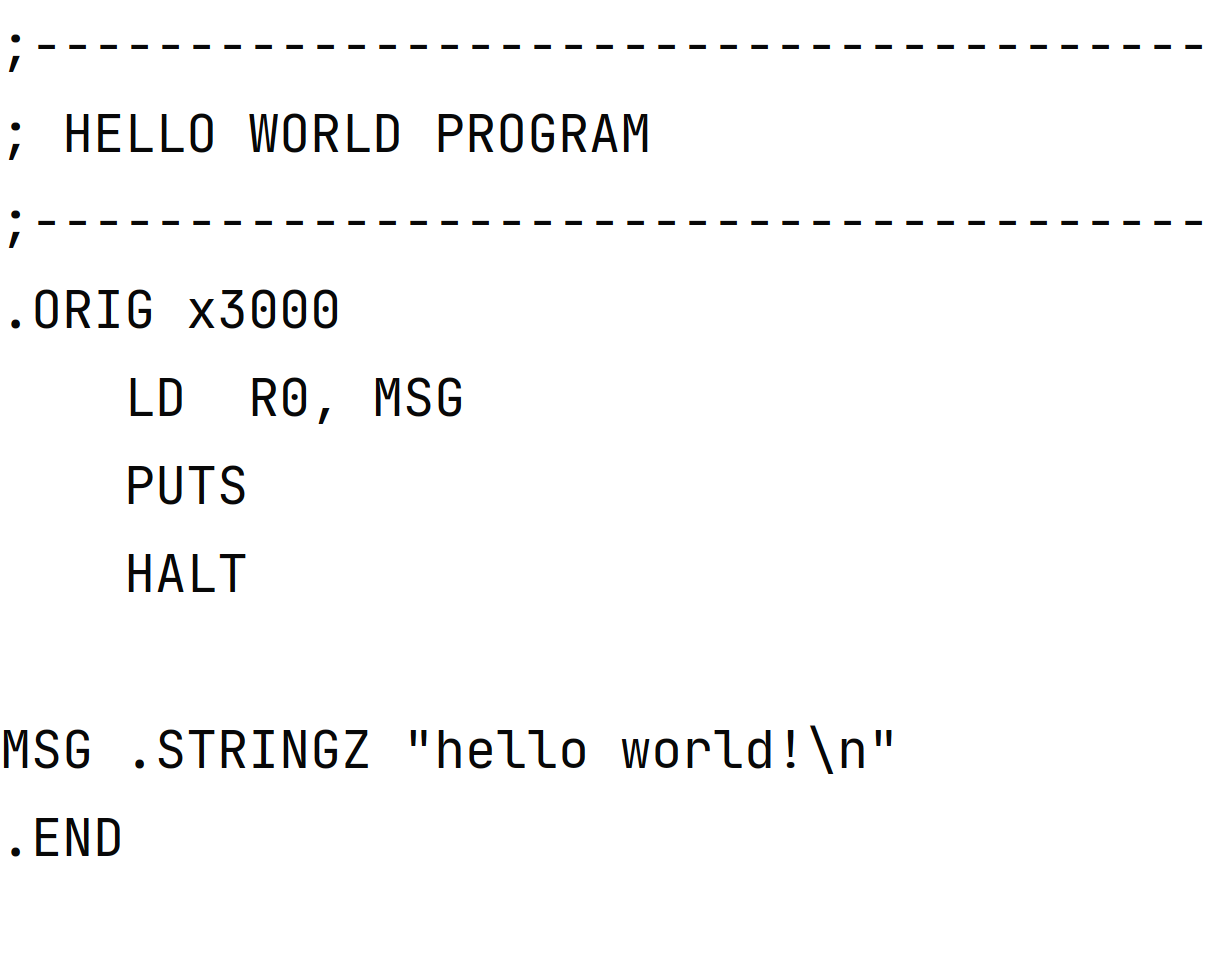 ;--------------------------------------
; HELLO WORLD PROGRAM
;--------------------------------------
.ORIG x3000
    LD  R0, MSG
    PUTS
    HALT

MSG .STRINGZ "hello world!\n"
.END